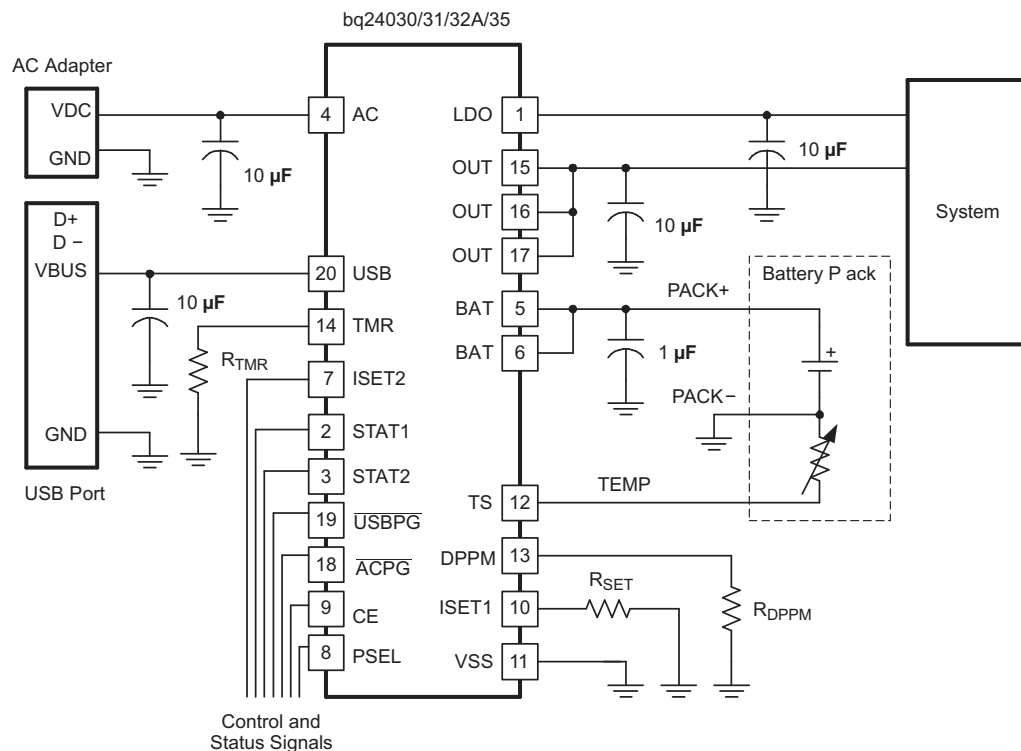 bq24030/31/32A/35
AC Adapter
VDC
GND
10 µF
4
AC
LDO
1
10 µF
OUT
15
OUT
16
OUT
17
10 µF
System
D+
D −
VBUS
GND
USB Port
10 µF
20
USB
14
TMR
RTMR
7
ISET2
2
STAT1
3
STAT2
19
USBPG
18
ACPG
9
CE
8
PSEL
Control and
Status Signals
BAT
5
BAT
6
PACK+
1 µF
Battery P ack
+
PACK−
TEMP
TS
12
DPPM
13
RDPPM
ISET1
10
RSET
VSS
11